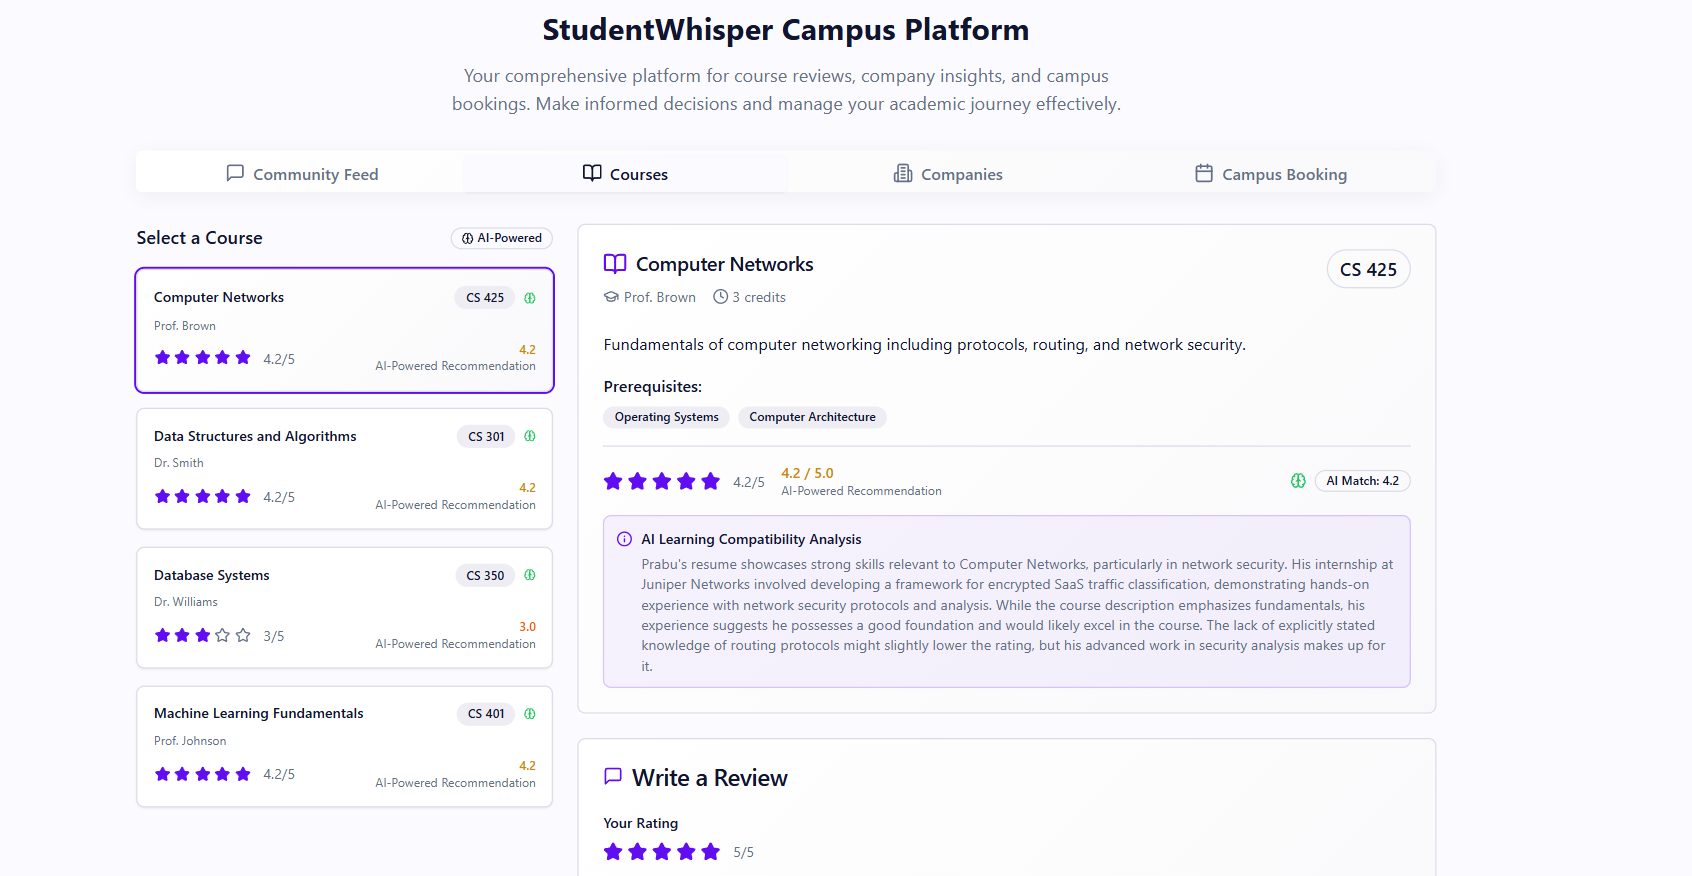 StudentWhisper Campus Platform
Your comprehensive platform for course reviews, company insights, and campus
bookings. Make informed decisions and manage your academic journey effectively.
Community Feed
Courses
Companies
Campus Booking
Select a Course
AI-Powered
Computer Networks
CS 425
Prof. Brown
4.2/5
4.2
AI-Powered Recommendation
Data Structures and Algorithms
CS 301
Dr. Smith
4.2/5
4.2
AI-Powered Recommendation
Database Systems
CS 350
Dr. Williams
3/5
3.0
AI-Powered Recommendation
Machine Learning Fundamentals
CS 401
Prof. Johnson
4.2/5
4.2
AI-Powered Recommendation
Computer Networks
CS 425
Prof. Brown
3 credits
Fundamentals of computer networking including protocols, routing, and network security.
Prerequisites:
Operating Systems
Computer Architecture
4.2/5
4.2 / 5.0
AI-Powered Recommendation
AI Match: 4.2
AI Learning Compatibility Analysis
Prabu's resume showcases strong skills relevant to Computer Networks, particularly in network security. His internship at
Juniper Networks involved developing a framework for encrypted SaaS traffic classification, demonstrating hands-on
experience with network security protocols and analysis. While the course description emphasizes fundamentals, his
experience suggests he possesses a good foundation and would likely excel in the course. The lack of explicitly stated
knowledge of routing protocols might slightly lower the rating, but his advanced work in security analysis makes up for
it.
Write a Review
Your Rating
5/5